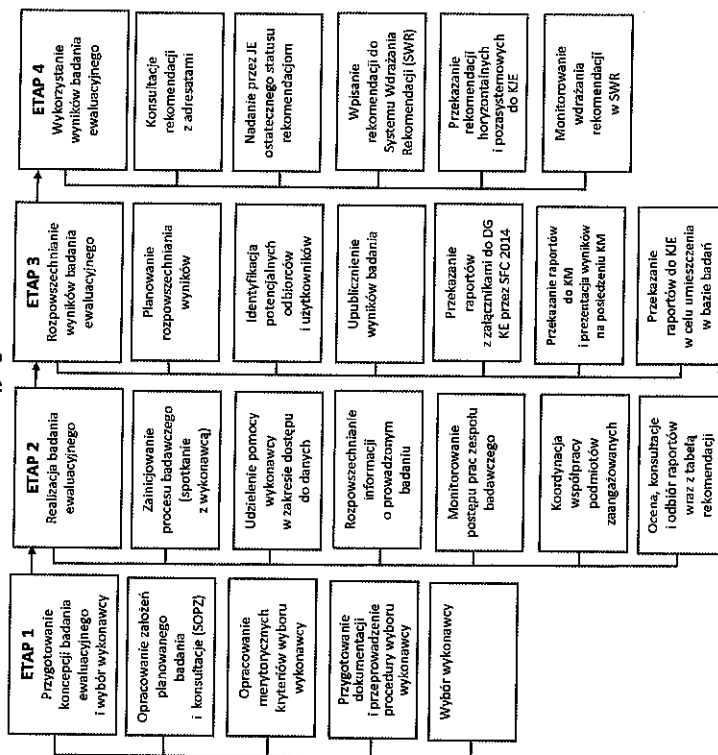 ETAP 1
Przygotowanie
koncepcji badania
ewaluacyjnego
i wybór wykonawcy
Opracowanie założeń
planowanego
badania
i konsultacje (SOPZ)
Opracowanie
merytorycznych
kryteriów wyboru
wykonawcy
Przygotowanie
dokumentacji
i przeprowadzenie
procedury wyboru
wykonawcy
Wybór wykonawcy
ETAP 2
Realizacja badania
ewaluacyjnego
Zainicjowanie
procesu badawczego
(spotkanie
z wykonawcą)
Udzielenie pomocy
wykonawcy
w zakresie dostępu
do danych
Rozpowszechnianie
informacji
o prowadzonym
badaniu
Monitorowanie
postępu prac zespołu
badawczego
Koordynacja
współpracy
podmiotów
zaangażowanych
Ocena, konsultacje
i odbiór raportów
wraz z tabelą
rekomendacji
ETAP 3
Rozpowszechnianie
wyników badania
ewaluacyjnego
Planowanie
rozpowszechniania
wyników
Identyfikacja
potencjalnych
odbiorców
i użytkowników
Upublicznienie
wyników badania
Przekazanie
raportów
z załącznikami do DG
KE przez SFC 2014
Przekazanie raportów
do KM
i prezentacja wyników
na posiedzeniu KM
Przekazanie
raportów do KJE
w celu umieszczenia
w bazie badań
ETAP 4
Wykorzystanie
wyników badania
ewaluacyjnego
Konsultacje
rekomendacji
z adresatami
Nadanie przez JE
ostatecznego statusu
rekomendacjom
Wpisanie
rekomendacji do
Systemu Wdrażania
Rekomendacji (SWR)
Przekazanie
rekomendacji
horyzontalnych
i pozasystemowych
do KJE
Monitorowanie
wdrażania
rekomendacji
w SWR